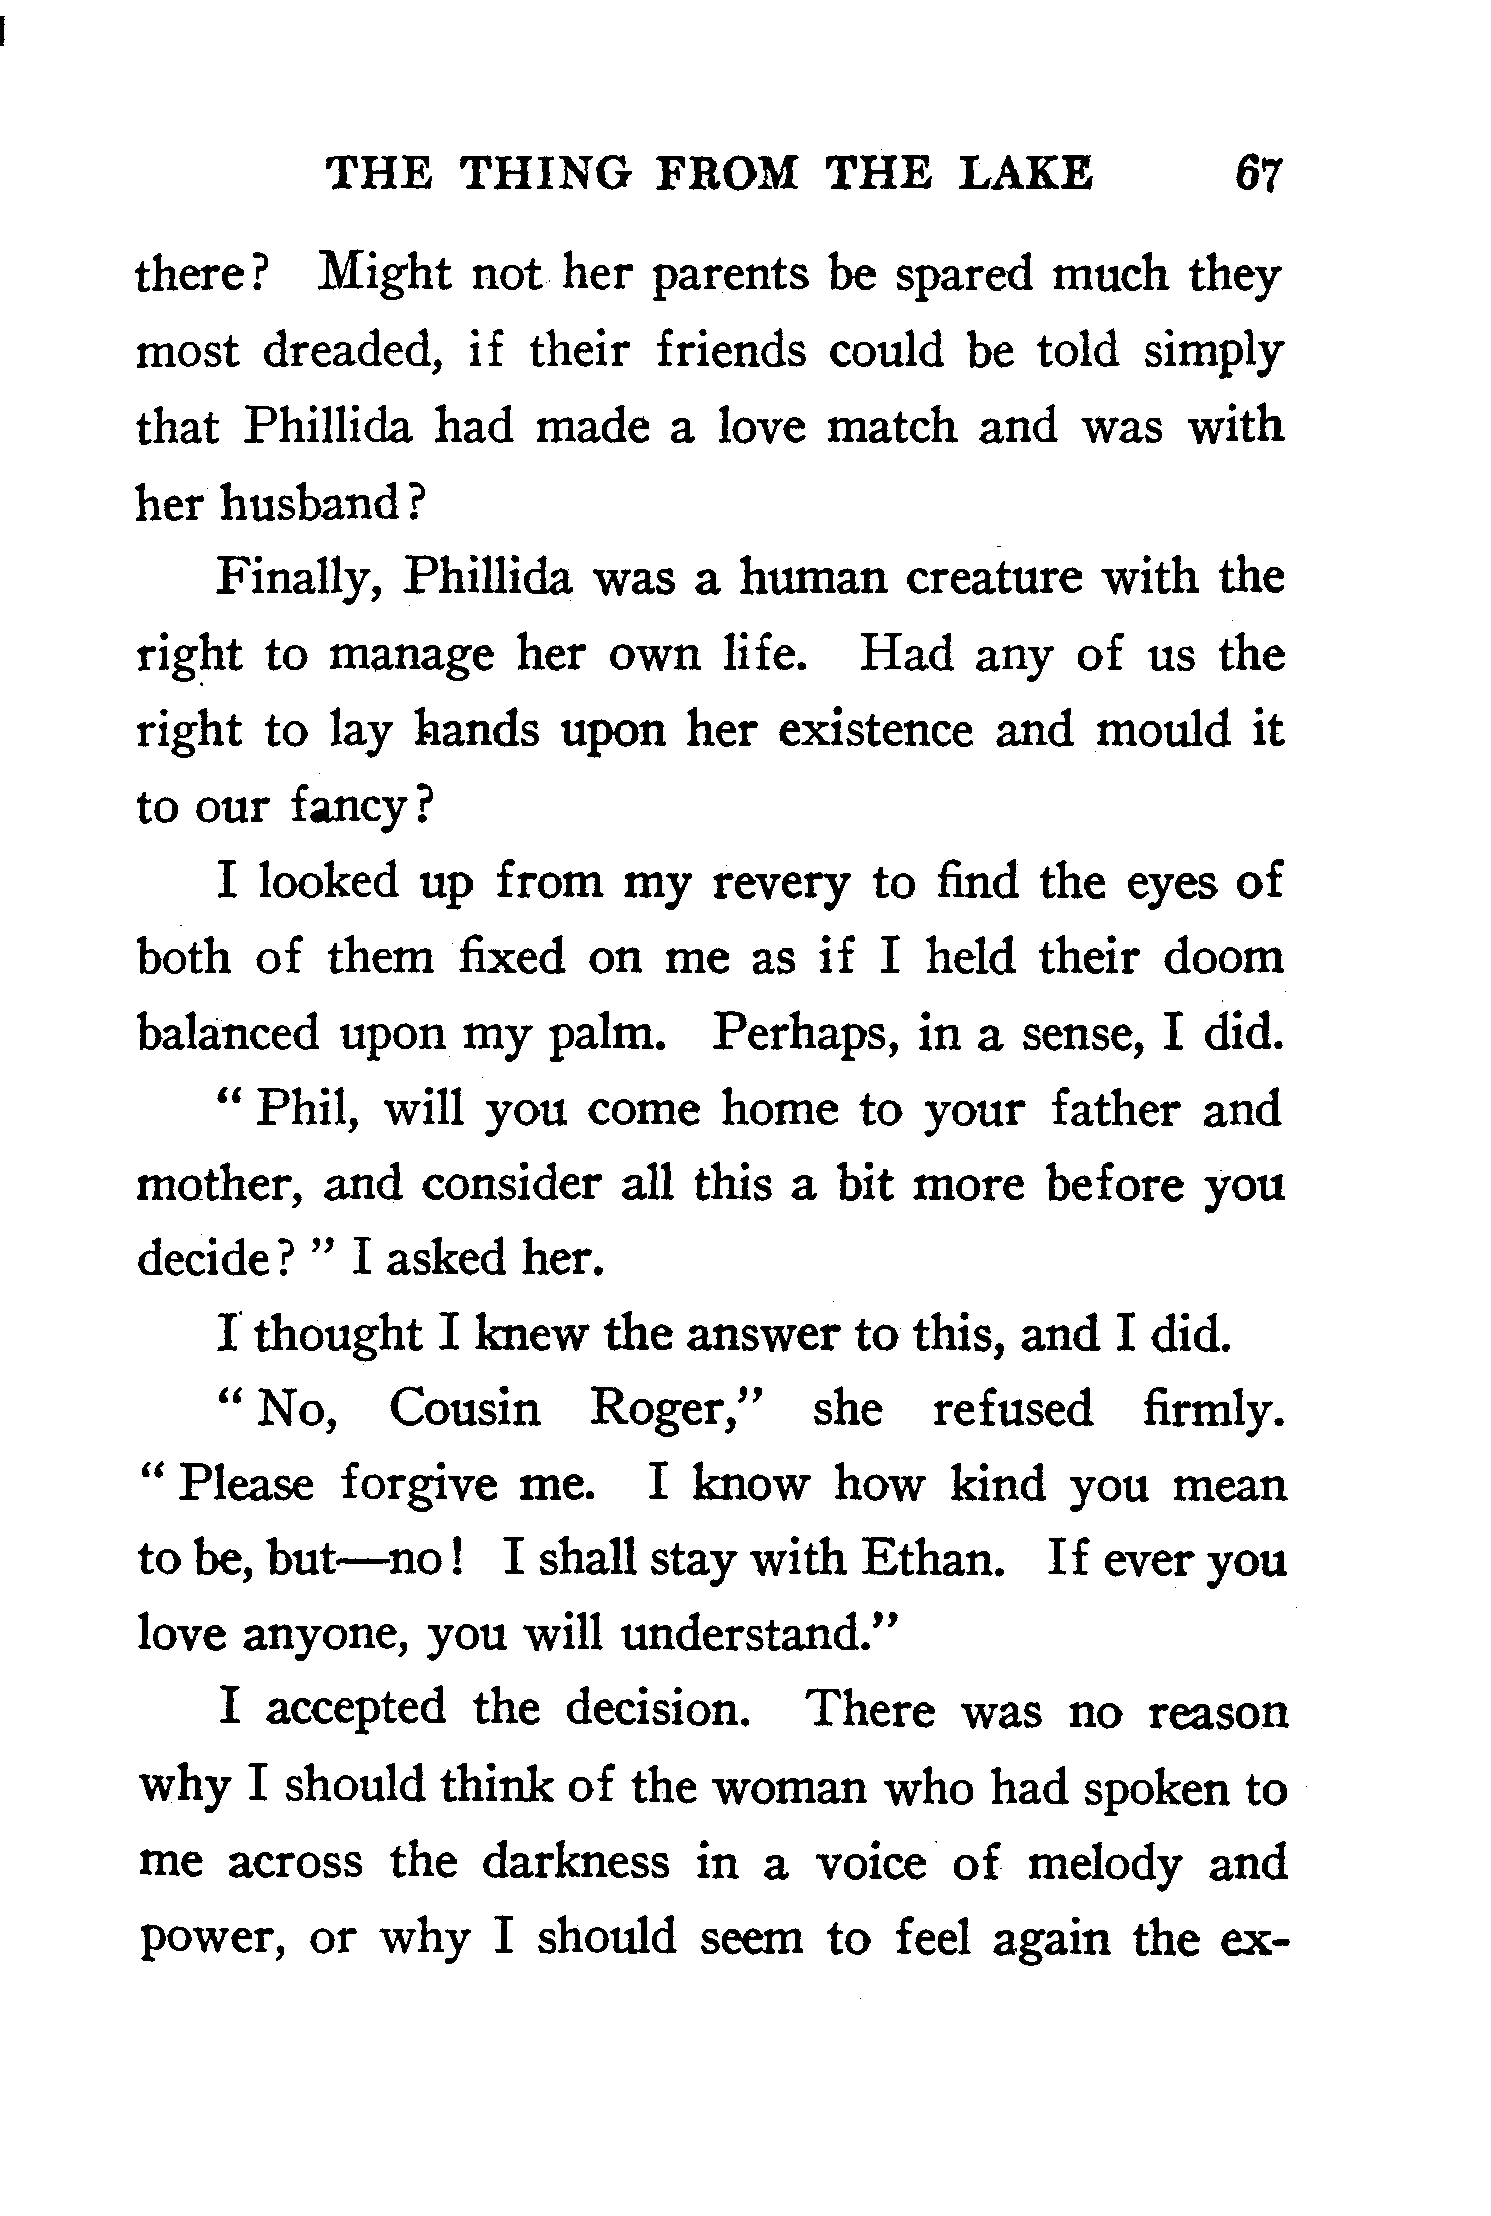 THE THING FROM THE LAKE 67
there? Might not her parents be spared much they
most dreaded, if their friends could be told simply
that Phillida had made a love match and was with
her husband?
Finally, Phillida was a human creature with the
right to manage her own life. Had any of us the
right to lay hands upon her existence and mould it
to our fancy?
I looked up from my revery to find the eyes of
both of them fixed on me as if I held their doom
balanced upon my palm. Perhaps, in a sense, I did.
“ Phil, will you come home to your father and
mother, and consider all this a bit more before you
decide? ” I asked her.
I thought I knew the answer to this, and I did.
“ No, Cousin Roger,” she refused firmly.
“ Please forgive me. I know how kind you mean
to be, but—no! I shall stay with Ethan. If ever you
love anyone, you will understand.”
I accepted the decision. There was no reason
why I should think of the woman who had spoken to
me across the darkness in a voice of melody and
power, or why I should seem to feel again the ex-